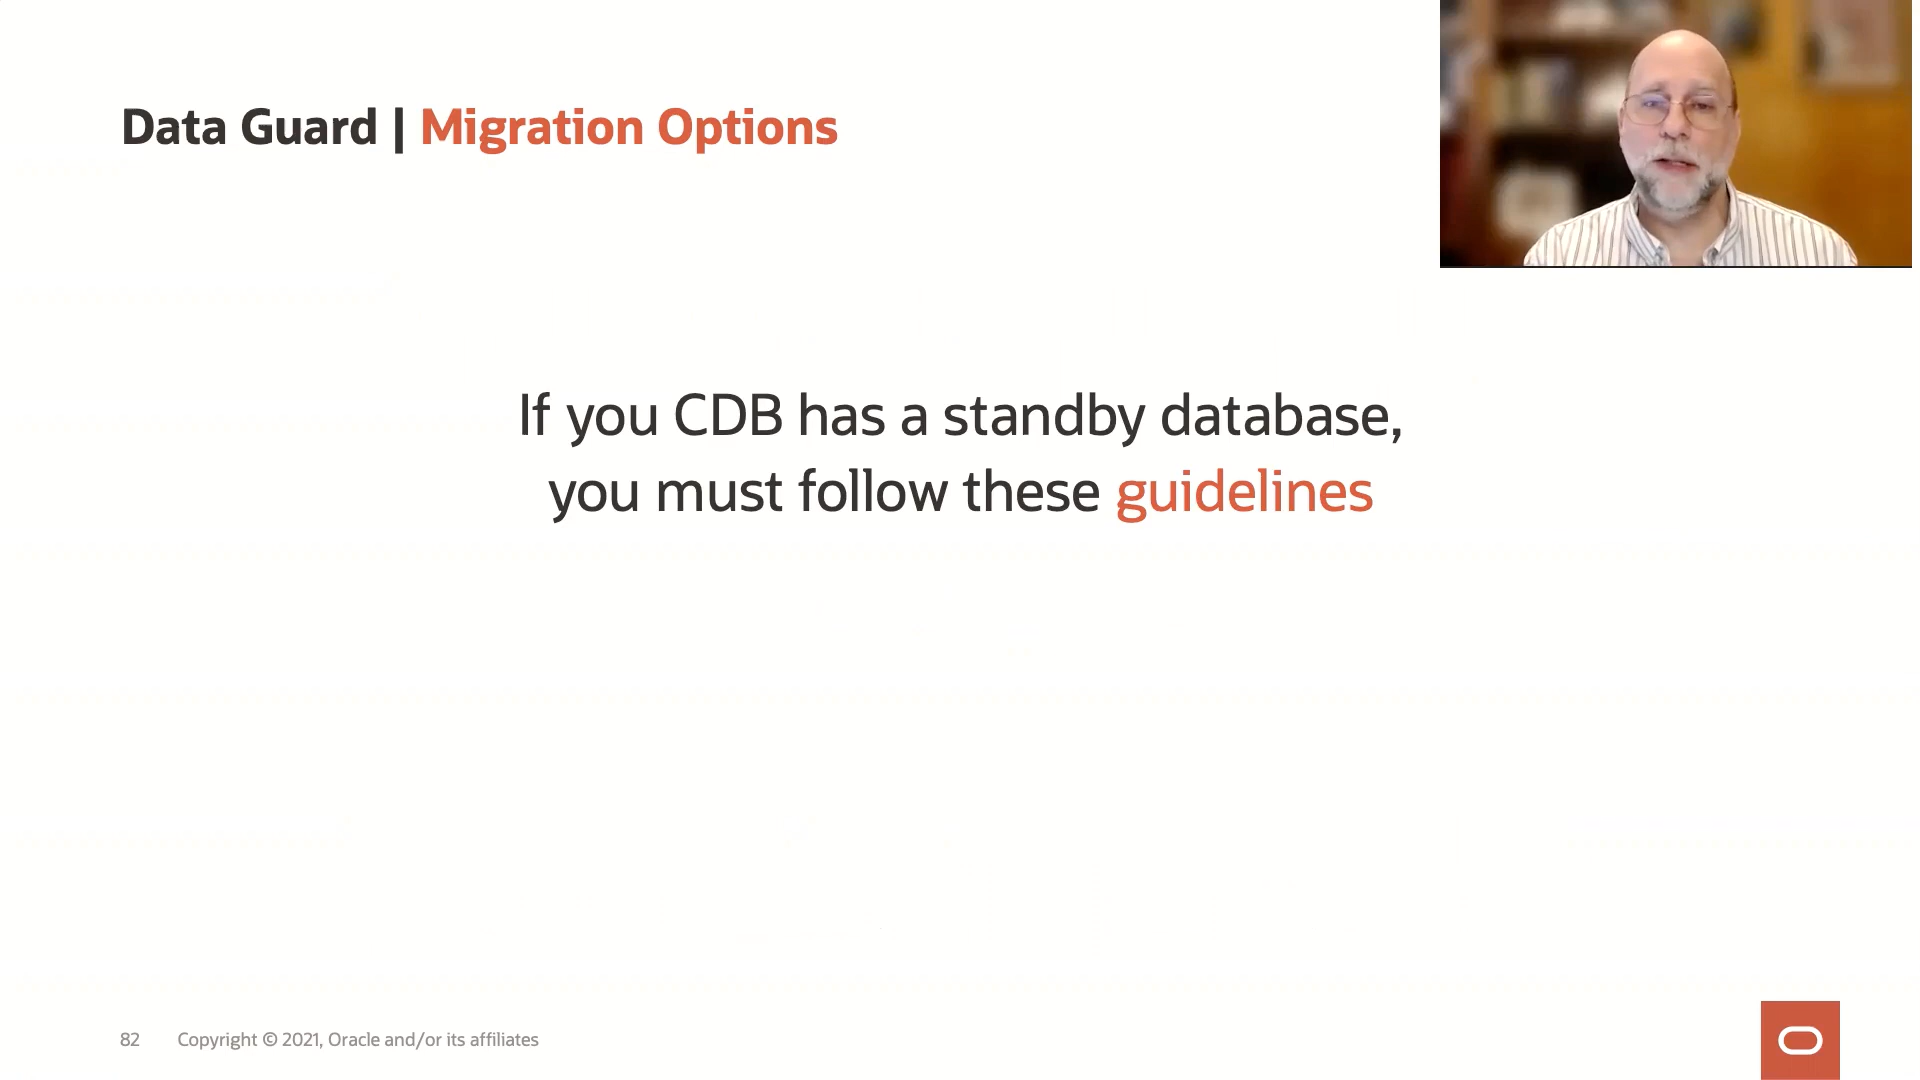 Data Guard | Migration Options
If you CDB has a standby database,
you must follow these guidelines
82 Copyright © 2021, Oracle and/or its affiliates